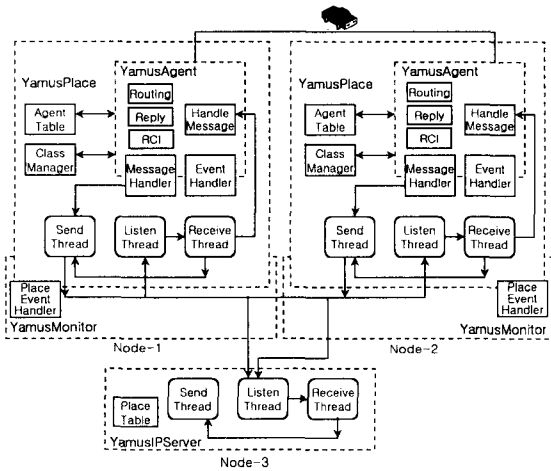 YamusPlace
YamusAgent
Routing
Reply
RCI
Agent
Table
Handle
Message
Class
Manager
Message
Handler
Event
Handler
Send
Thread
Listen
Thread
Receive
Thread
Place
Event
Handler
YamusMonitor
Node-1
YamusPlace
YamusAgent
Routing
Reply
RCI
Agent
Table
Handle
Message
Class
Manager
Message
Handler
Event
Handler
Send
Thread
Listen
Thread
Receive
Thread
Place
Event
Handler
YamusMonitor
Node-2
Place
Table
Send
Thread
Listen
Thread
Receive
Thread
YamusIPServer
Node-3